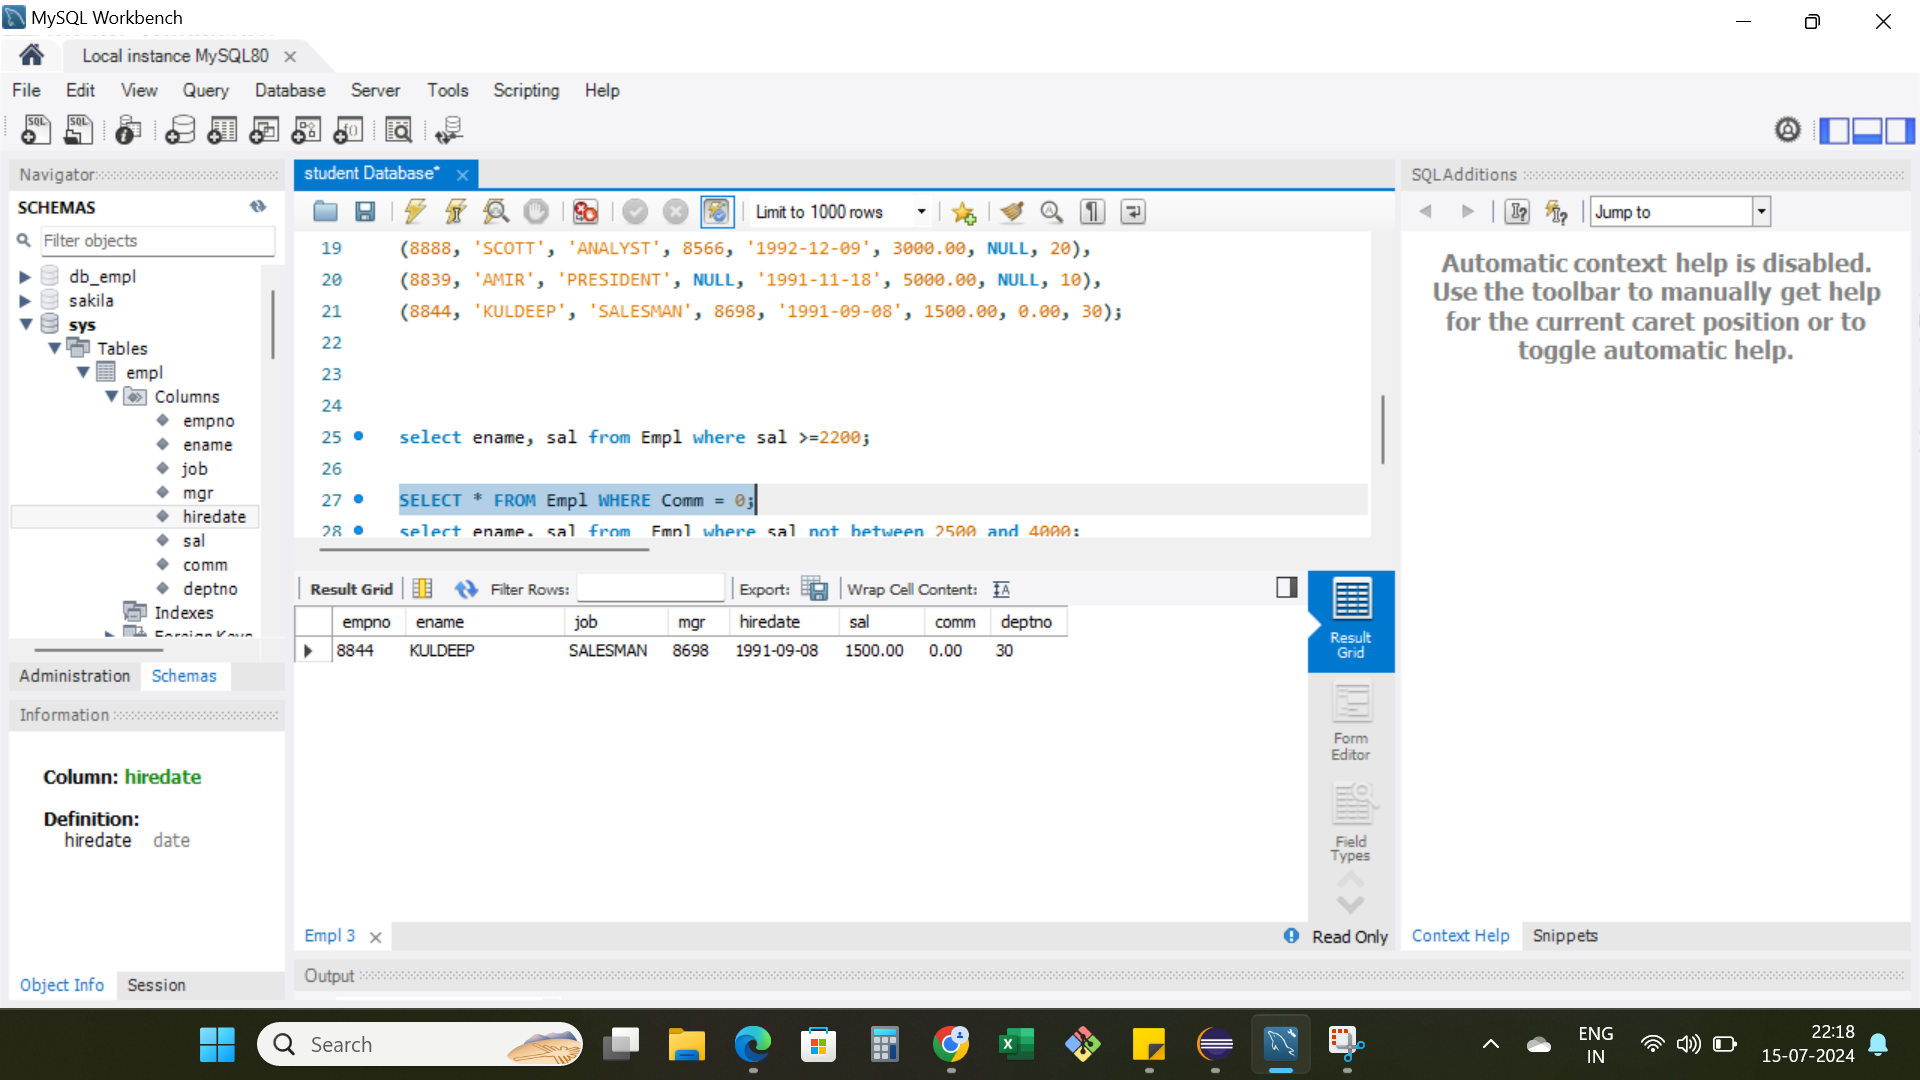 MySQL Workbench
Local instance MySQL80
File Edit View Query Database Server Tools Scripting Help
Navigator
SCHEMAS
Filter objects
db_empl
sakila
sys
Tables
empl
Columns
empno
ename
job
mgr
hiredate
sal
comm
deptno
Indexes
Foreign Keys
Administration Schemas
Information
Column: hiredate
Definition:
hiredate date
Object Info Session
student Database*
Limit to 1000 rows
19 (8888, 'SCOTT', 'ANALYST', 8566, '1992-12-09', 3000.00, NULL, 20),
20 (8839, 'AMIR', 'PRESIDENT', NULL, '1991-11-18', 5000.00, NULL, 10),
21 (8844, 'KULDEEP', 'SALESMAN', 8698, '1991-09-08', 1500.00, 0.00, 30);
22
23
24
25 select ename, sal from Empl where sal >=2200;
26
27 SELECT * FROM Empl WHERE Comm = 0;
28 select ename, sal from Empl where sal not between 2500 and 4000;
Result Grid Filter Rows: Export: Wrap Cell Content:
empno ename job mgr hiredate sal comm deptno
8844 KULDEEP SALESMAN 8698 1991-09-08 1500.00 0.00 30
Result
Grid
Form
Editor
Field
Types
Empl 3
Read Only
Output
SQLAdditions
Jump to
Automatic context help is disabled.
Use the toolbar to manually get help
for the current caret position or to
toggle automatic help.
Context Help Snippets
Search
ENG
IN
22:18
15-07-2024